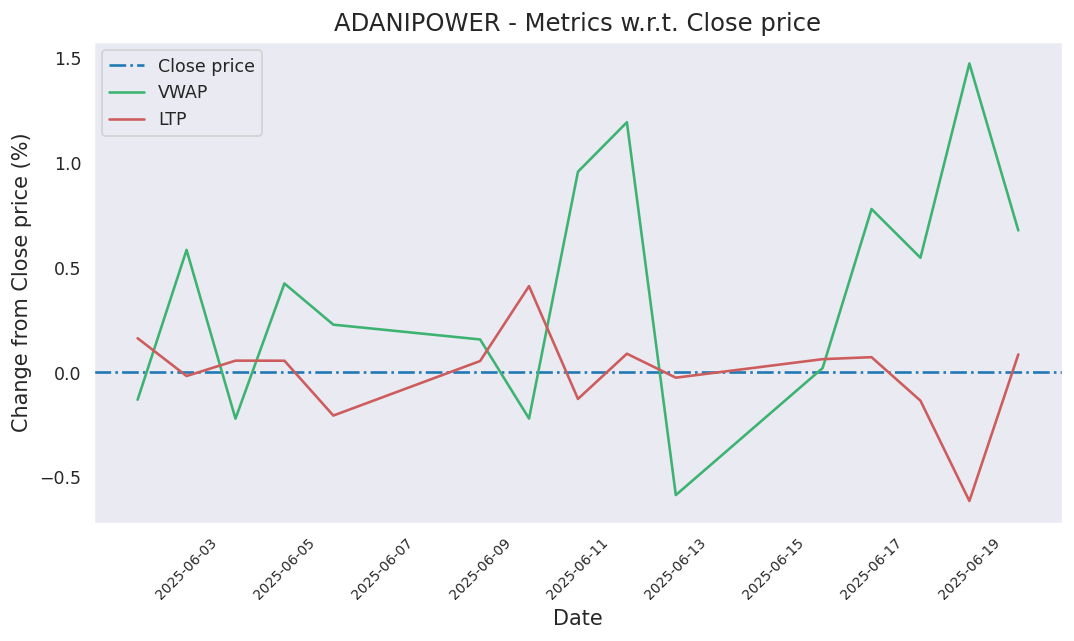 ADANIPOWER - Metrics w.r.t. Close price
Change from Close price (%)
1.5
1.0
0.5
0.0
−0.5
Close price
VWAP
LTP
2025-06-03
2025-06-05
2025-06-07
2025-06-09
2025-06-11
2025-06-13
2025-06-15
2025-06-17
2025-06-19
Date